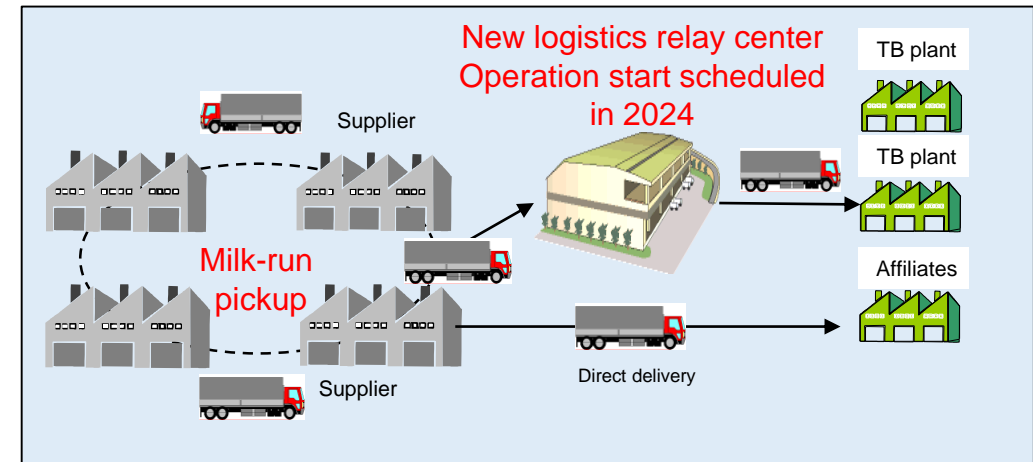 New logistics relay center
Operation start scheduled
in 2024
TB plant
Supplier
TB plant
Milk-run
pickup
Affiliates
Direct delivery
Supplier